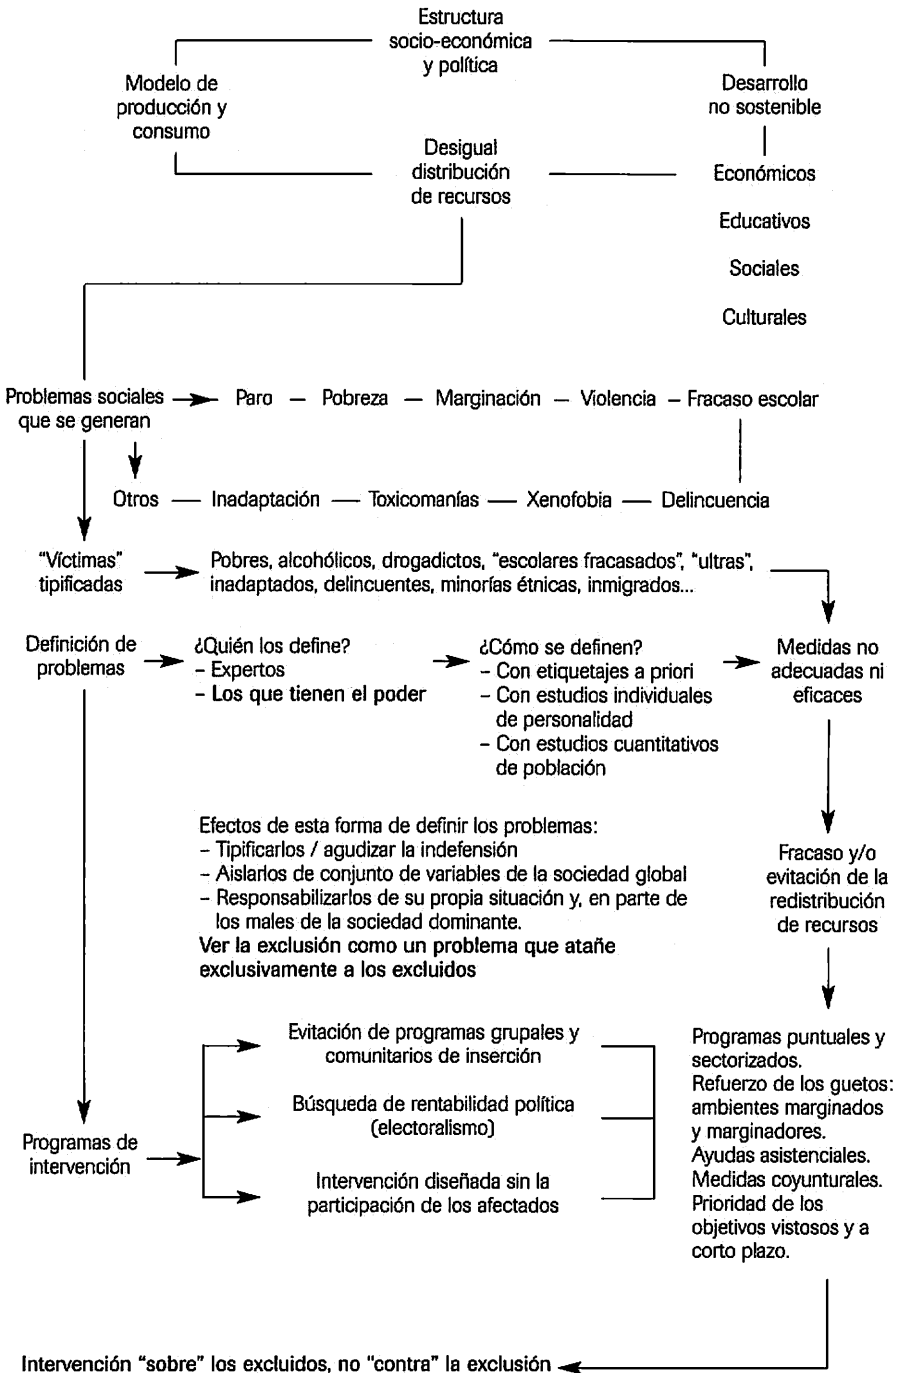 Estructura
socio-económica
y política
Modelo de
producción y
consumo
Desarrollo
no sostenible
Desigual
distribución
de recursos
Económicos
Educativos
Sociales
Culturales
Problemas sociales
que se generan
Paro – Pobreza – Marginación – Violencia – Fracaso escolar
Otros — Inadaptación — Toxicomanías — Xenofobia — Delincuencia
"Víctimas"
tipificadas
Pobres, alcohólicos, drogadictos, "escolares fracasados", "ultras",
inadaptados, delincuentes, minorías étnicas, inmigrados...
Definición de
problemas
¿Quién los define?
– Expertos
– Los que tienen el poder
¿Cómo se definen?
– Con etiquetajes a priori
– Con estudios individuales
de personalidad
– Con estudios cuantitativos
de población
Medidas no
adecuadas ni
eficaces
Efectos de esta forma de definir los problemas:
– Tipificarlos / agudizar la indefensión
– Aislarlos de conjunto de variables de la sociedad global
– Responsabilizarlos de su propia situación y, en parte de
los males de la sociedad dominante.
Ver la exclusión como un problema que atañe
exclusivamente a los excluidos
Fracaso y/o
evitación de la
redistribución
de recursos
Programas de
intervención
Evitación de programas grupales y
comunitarios de inserción
Búsqueda de rentabilidad política
(electoralismo)
Intervención diseñada sin la
participación de los afectados
Programas puntuales y
sectorizados.
Refuerzo de los guetos:
ambientes marginados
y marginadores.
Ayudas asistenciales.
Medidas coyunturales.
Prioridad de los
objetivos vistosos y a
corto plazo.
Intervención "sobre" los excluidos, no "contra" la exclusión